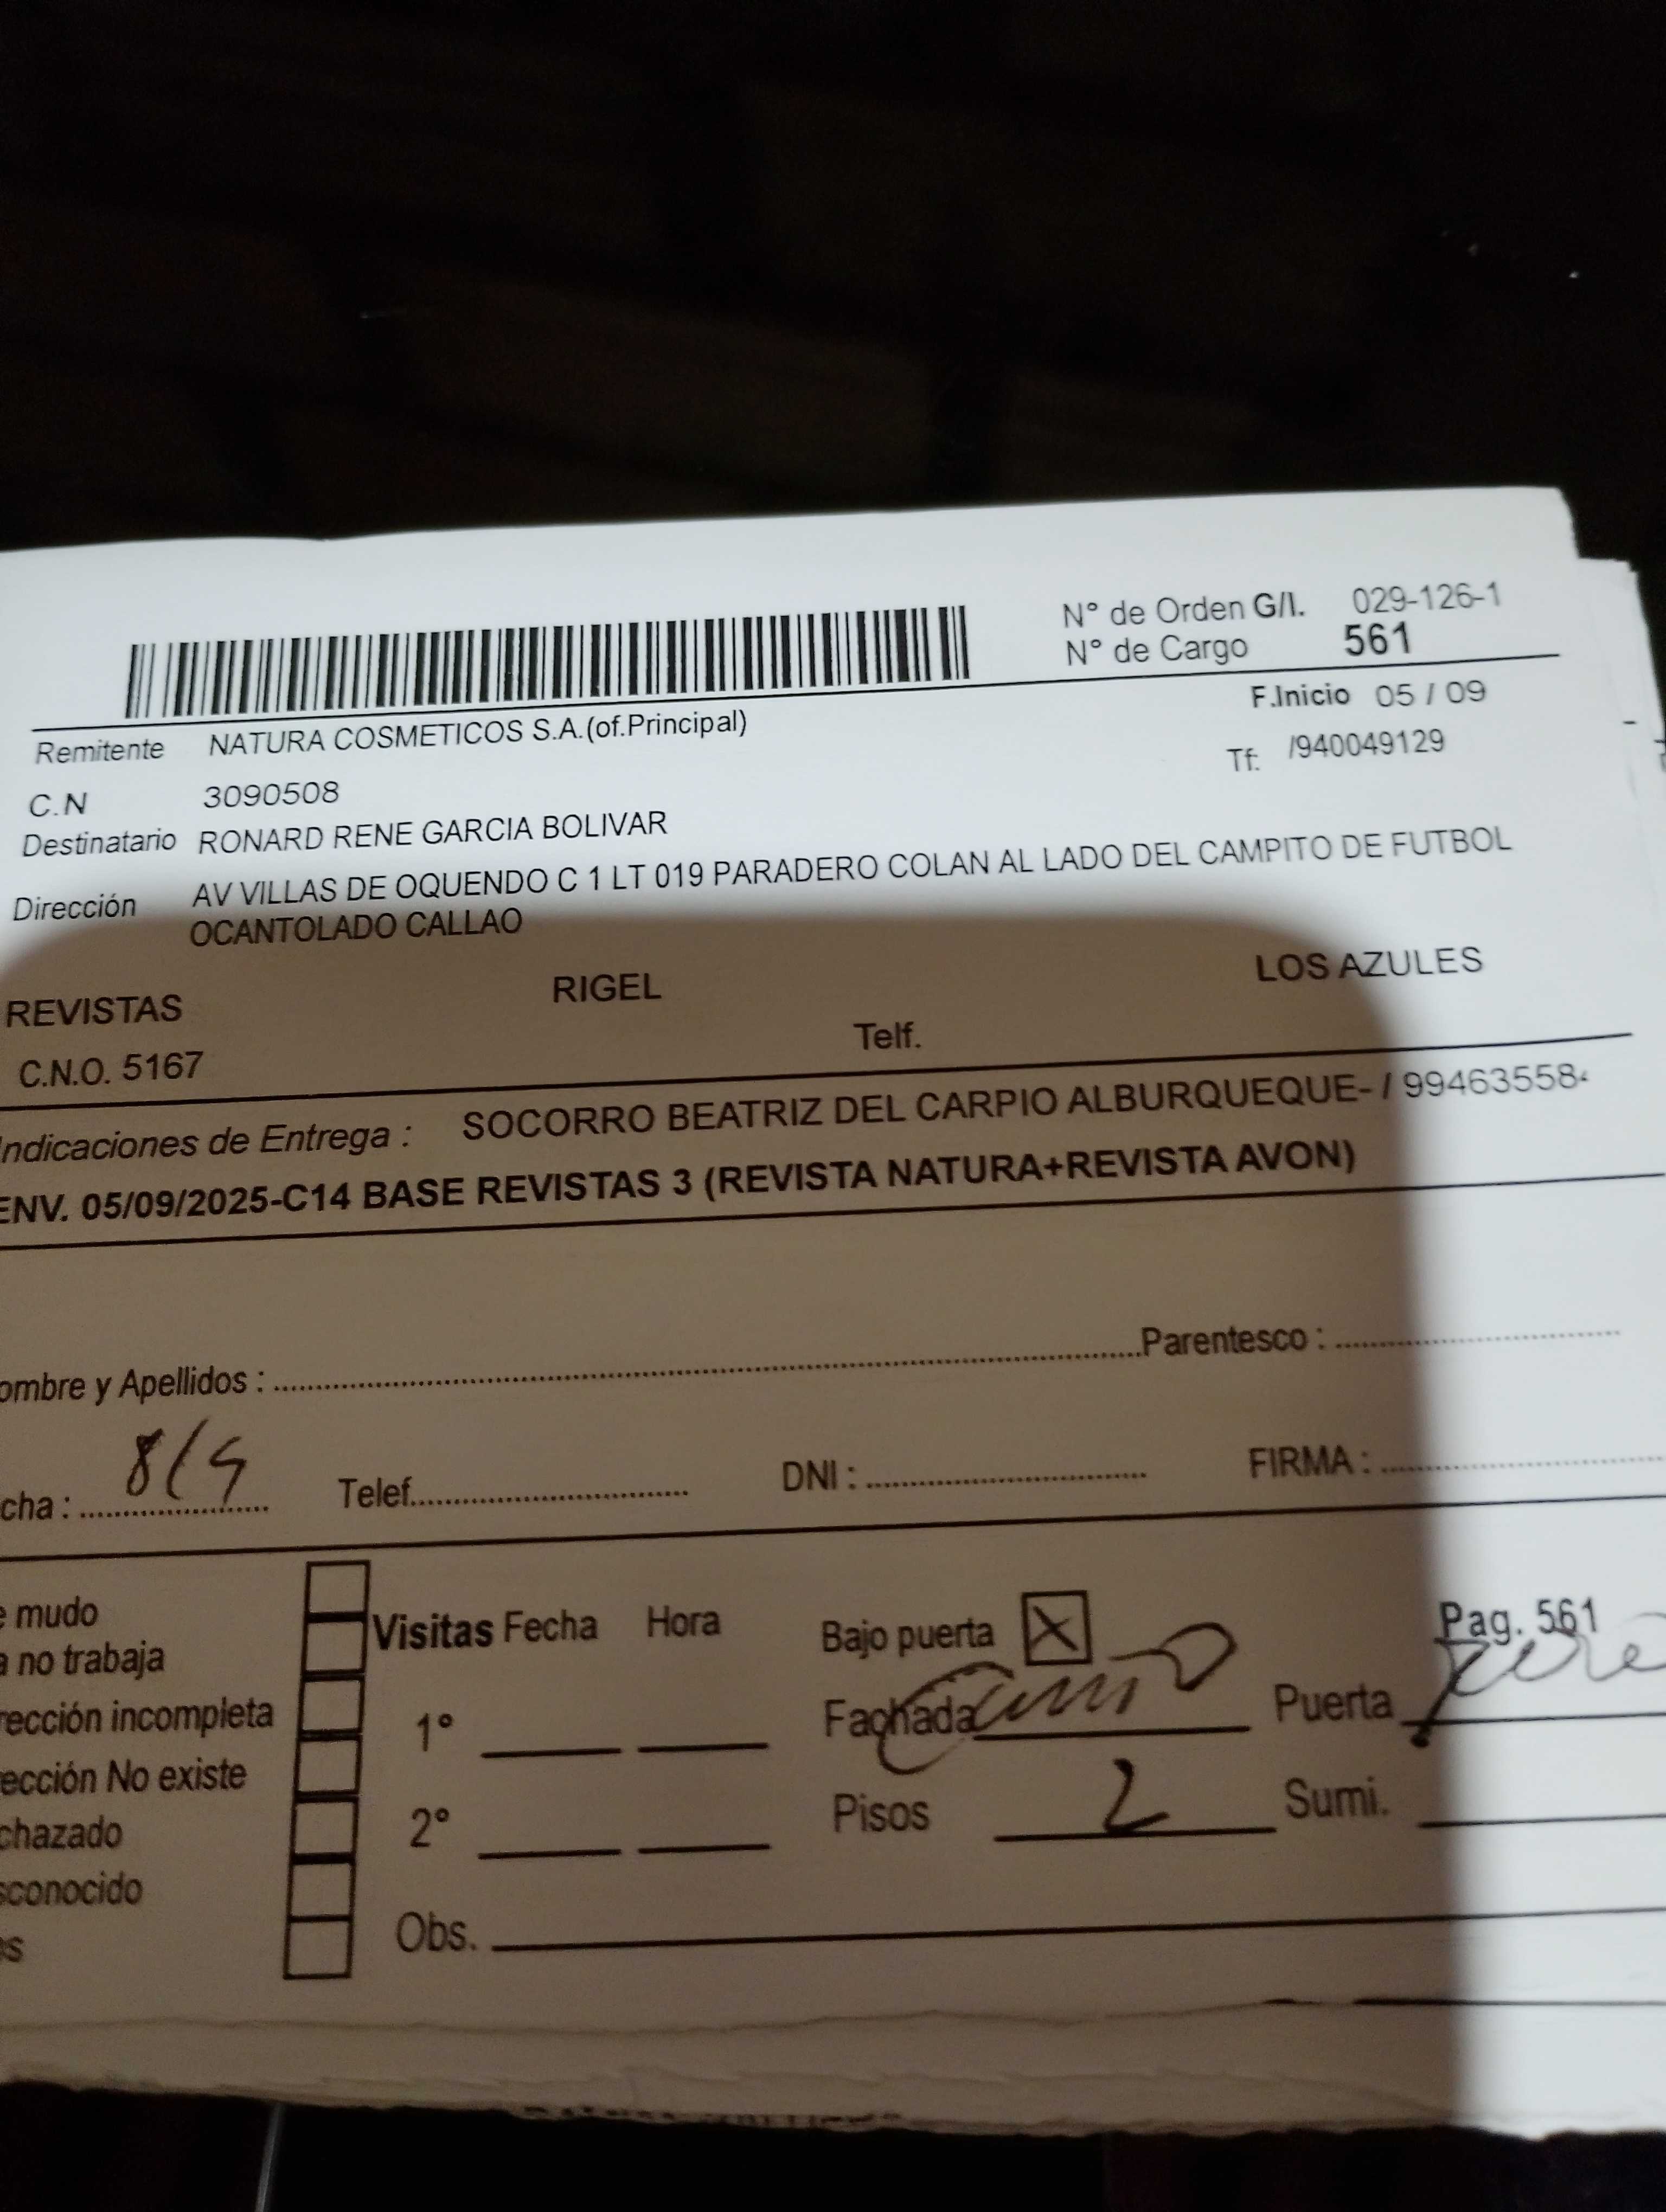 N° de Orden G/I. 029-126-1
N° de Cargo 561
F.Inicio 05 / 09
Remitente NATURA COSMETICOS S.A.(of.Principal)
Tf: /940049129
C.N 3090508
Destinatario RONARD RENE GARCIA BOLIVAR
Dirección AV VILLAS DE OQUENDO C 1 LT 019 PARADERO COLAN AL LADO DEL CAMPITO DE FUTBOL
OCANTOLADO CALLAO
REVISTAS RIGEL LOS AZULES
C.N.O. 5167 Telf.
Indicaciones de Entrega : SOCORRO BEATRIZ DEL CARPIO ALBURQUEQUE- / 99463558
ENV. 05/09/2025-C14 BASE REVISTAS 3 (REVISTA NATURA+REVISTA AVON)
ombre y Apellidos : Parentesco :
cha : Telef. DNI : FIRMA :
e mudo
a no trabaja
rección incompleta
ección No existe
chazado
sconocido
s
Visitas Fecha Hora
1°
2°
Obs.
Bajo puerta X
Fachada Puerta
Pisos 2 Sumi.
Pag. 561